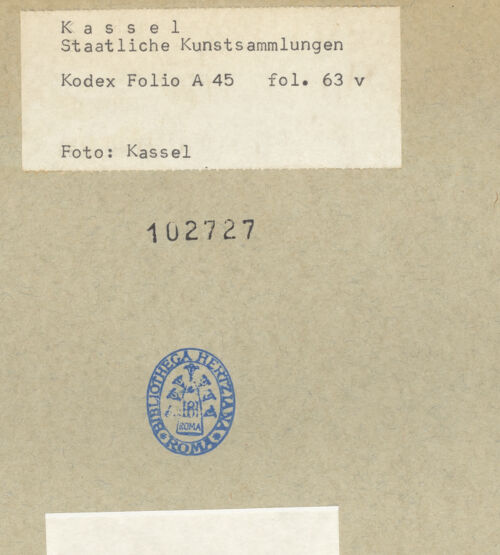 K a s s e l
Staatliche Kunstsammlungen
Kodex Folio A 45 fol. 63 v
Foto: Kassel
102727
BIBLIOTHECA HERTZIANA
ROMA
ROMA